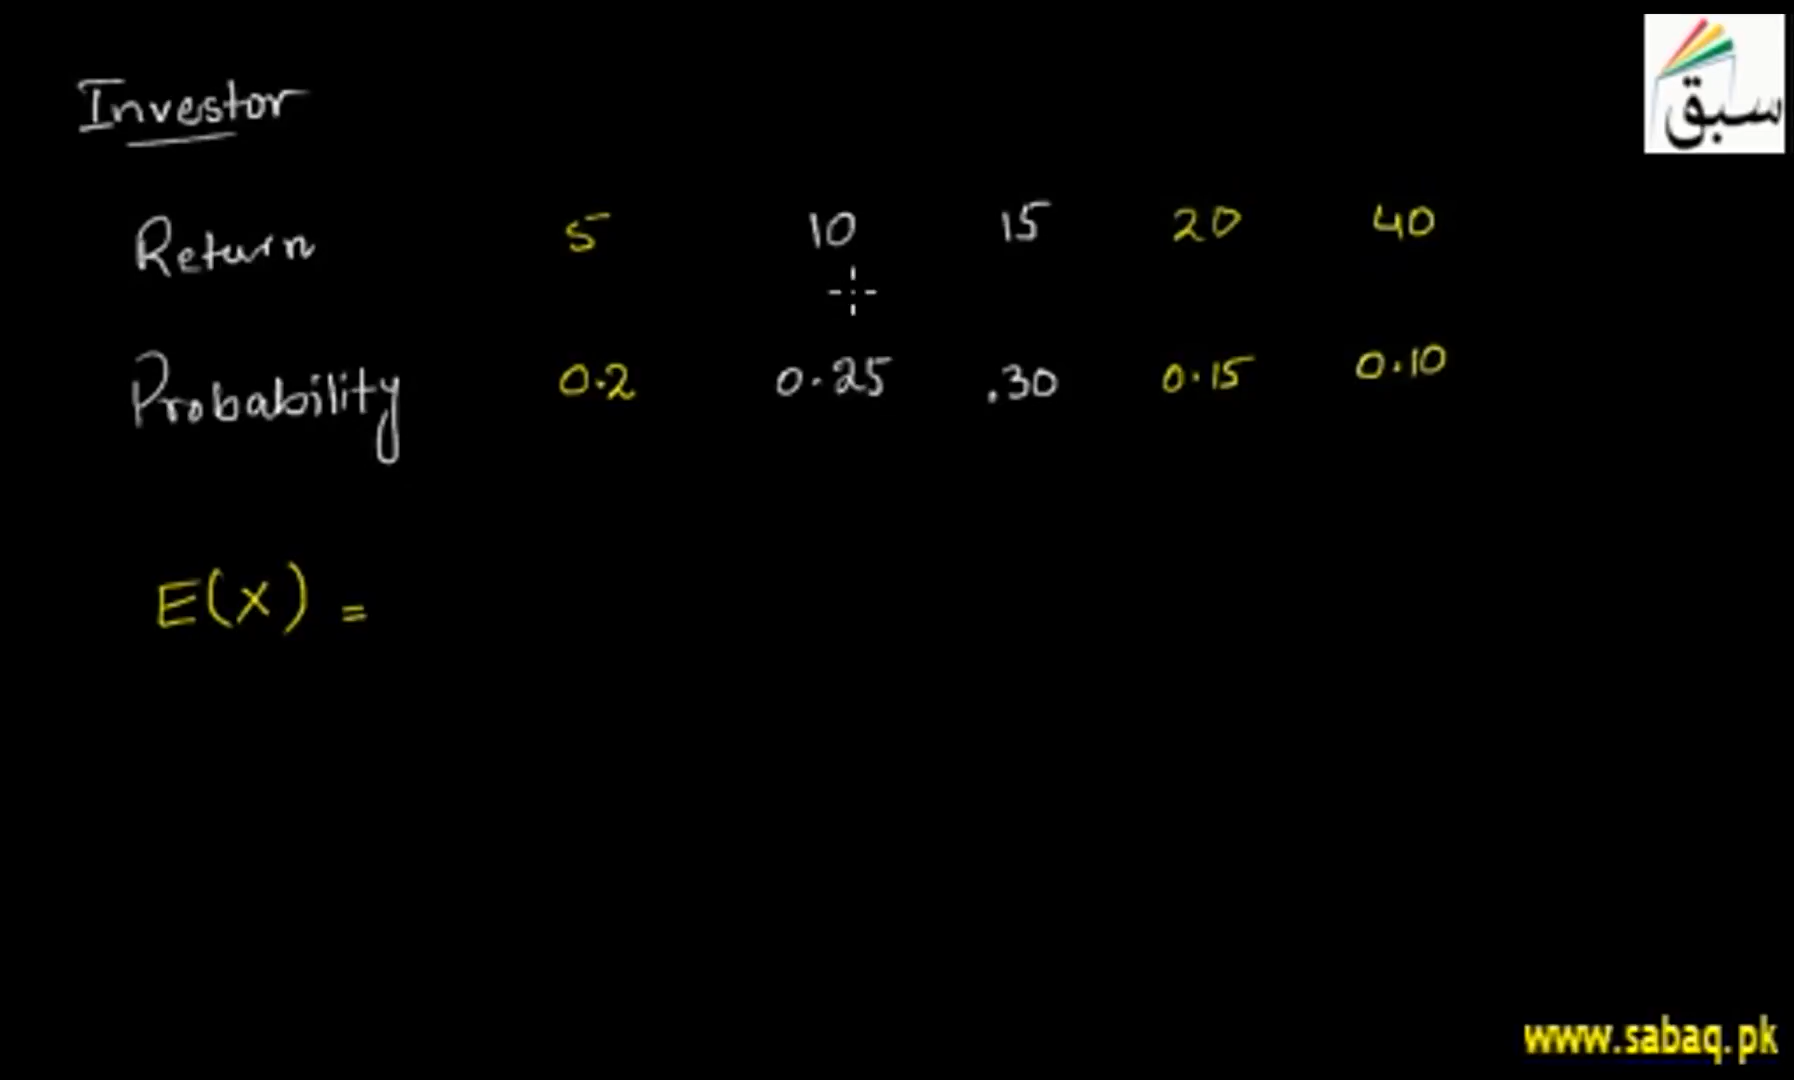 سبق
Investor
Return 5 10 15 20 40
Probability 0.2 0.25 .30 0.15 0.10
E(X) =
www.sabaq.pk